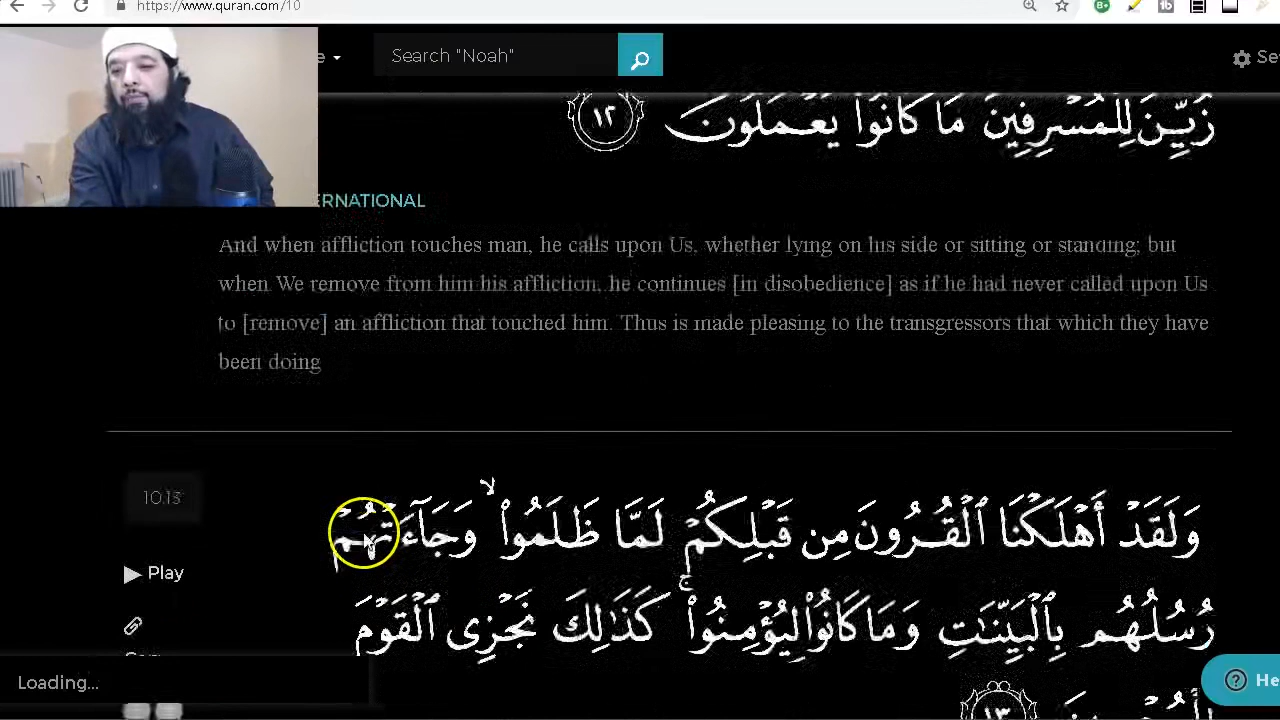 https://www.quran.com/10
Search "Noah"
زُيِّنَ لِلْمُسْرِفِينَ مَا كَانُوا۟ يَعْمَلُونَ ١٢
ERNATIONAL
And when affliction touches man, he calls upon Us, whether lying on his side or sitting or standing; but
when We remove from him his affliction, he continues [in disobedience] as if he had never called upon Us
to [remove] an affliction that touched him. Thus is made pleasing to the transgressors that which they have
been doing
10:13
وَلَقَدْ أَهْلَكْنَا ٱلْقُرُونَ مِن قَبْلِكُمْ لَمَّا ظَلَمُوا۟ ۙ وَجَآءَتْهُمْ
Play
رُسُلُهُم بِٱلْبَيِّنَـٰتِ وَمَا كَانُوا۟ لِيُؤْمِنُوا۟ ۚ كَذَٰلِكَ نَجْزِى ٱلْقَوْمَ
Loading...
He
١٣